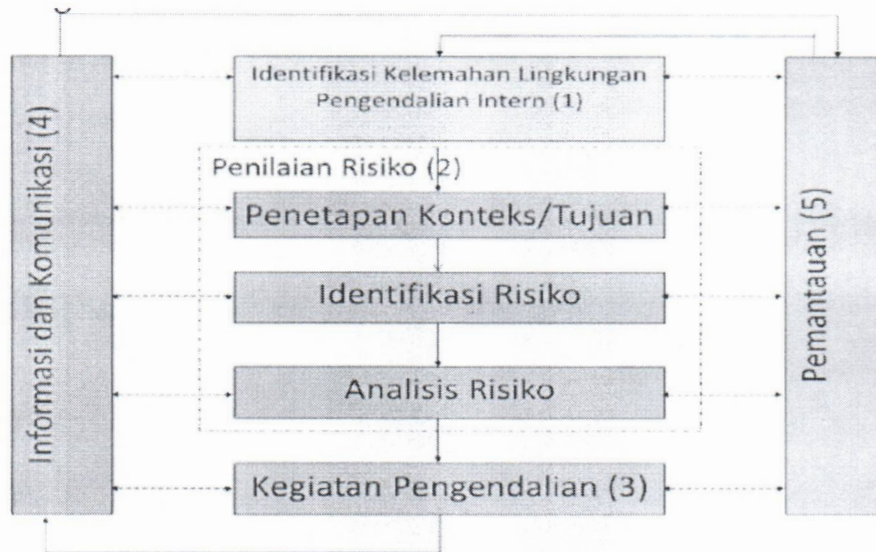 Identifikasi Kelemahan Lingkungan
Pengendalian Intern (1)
Penilaian Risiko (2)
Penetapan Konteks/Tujuan
Identifikasi Risiko
Analisis Risiko
Kegiatan Pengendalian (3)
Informasi dan Komunikasi (4)
Pemantauan (5)